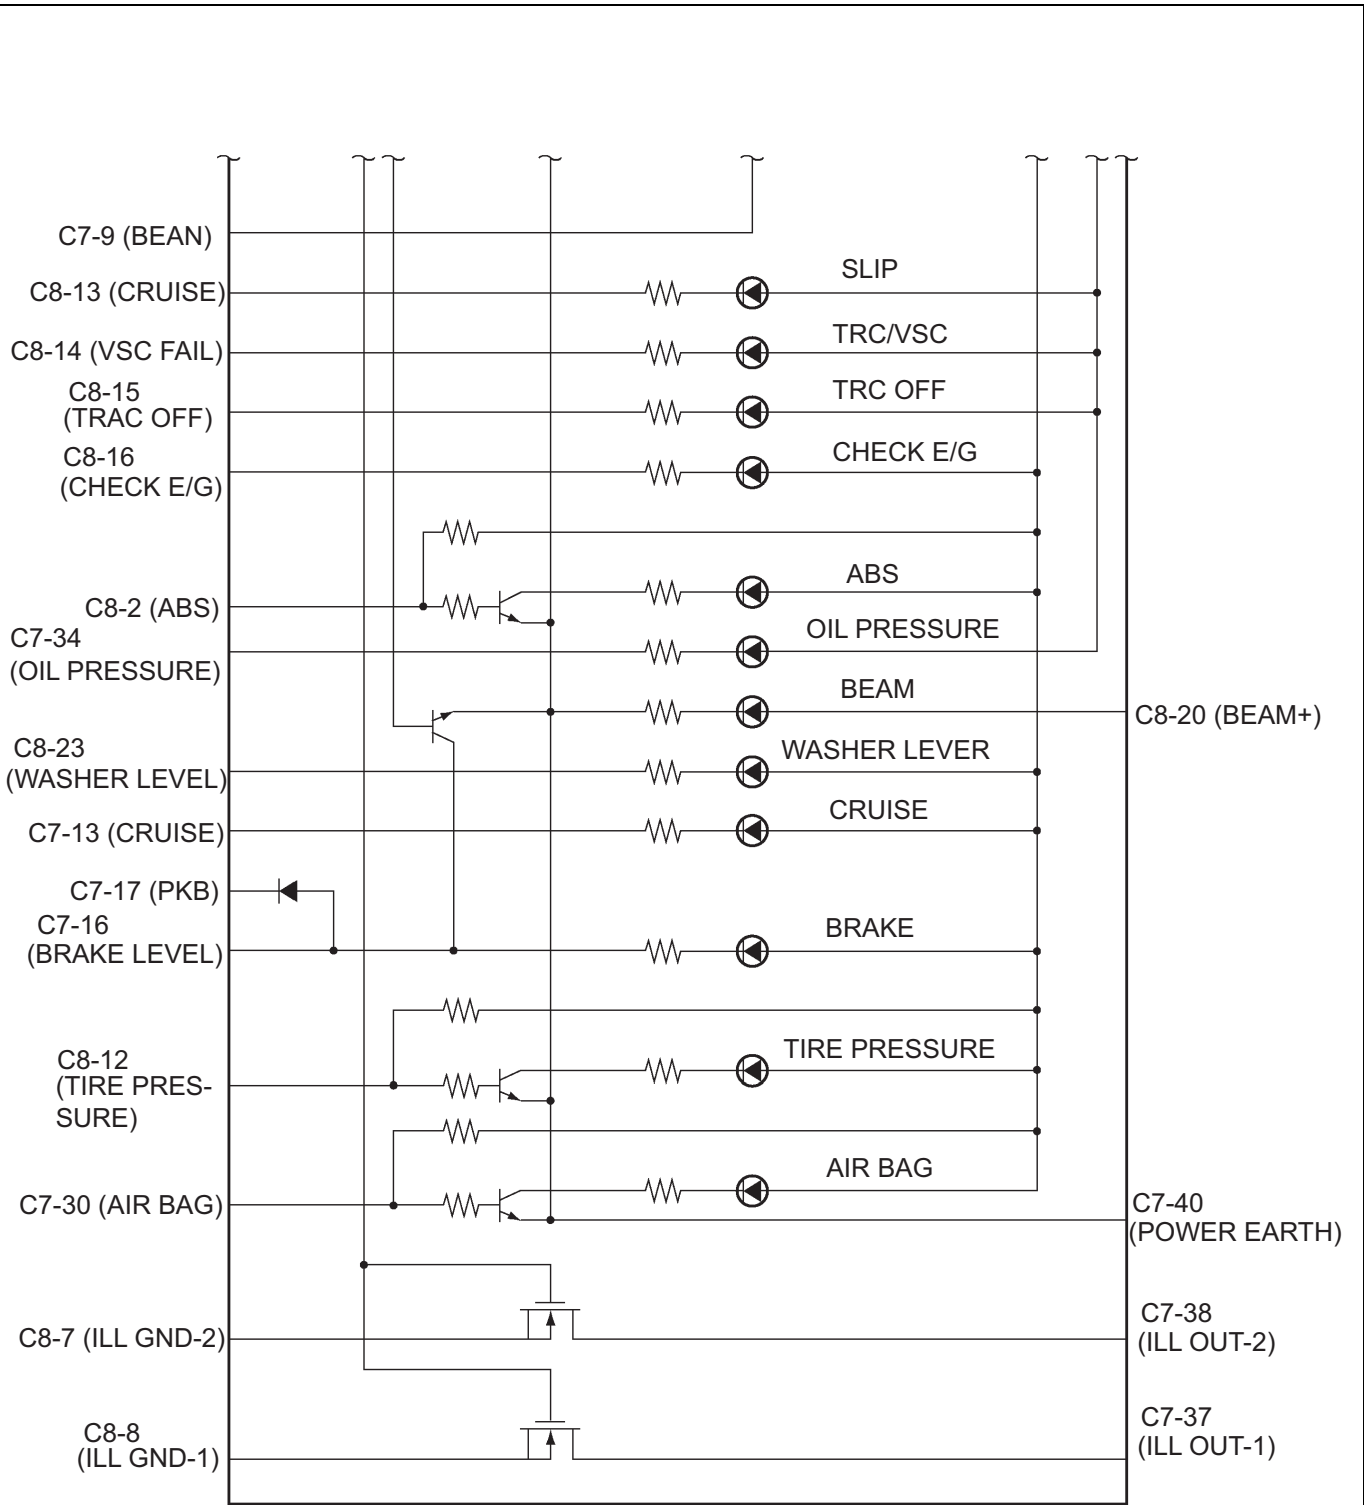 C7-9 (BEAN)
SLIP
C8-13 (CRUISE)
TRC/VSC
C8-14 (VSC FAIL)
TRC OFF
C8-15
(TRAC OFF)
CHECK E/G
C8-16
(CHECK E/G)
ABS
C8-2 (ABS)
OIL PRESSURE
C7-34
(OIL PRESSURE)
BEAM
C8-20 (BEAM+)
WASHER LEVER
C8-23
(WASHER LEVEL)
CRUISE
C7-13 (CRUISE)
C7-17 (PKB)
BRAKE
C7-16
(BRAKE LEVEL)
TIRE PRESSURE
C8-12
(TIRE PRES-
SURE)
AIR BAG
C7-30 (AIR BAG)
C7-40
(POWER EARTH)
C8-7 (ILL GND-2)
C7-38
(ILL OUT-2)
C8-8
(ILL GND-1)
C7-37
(ILL OUT-1)